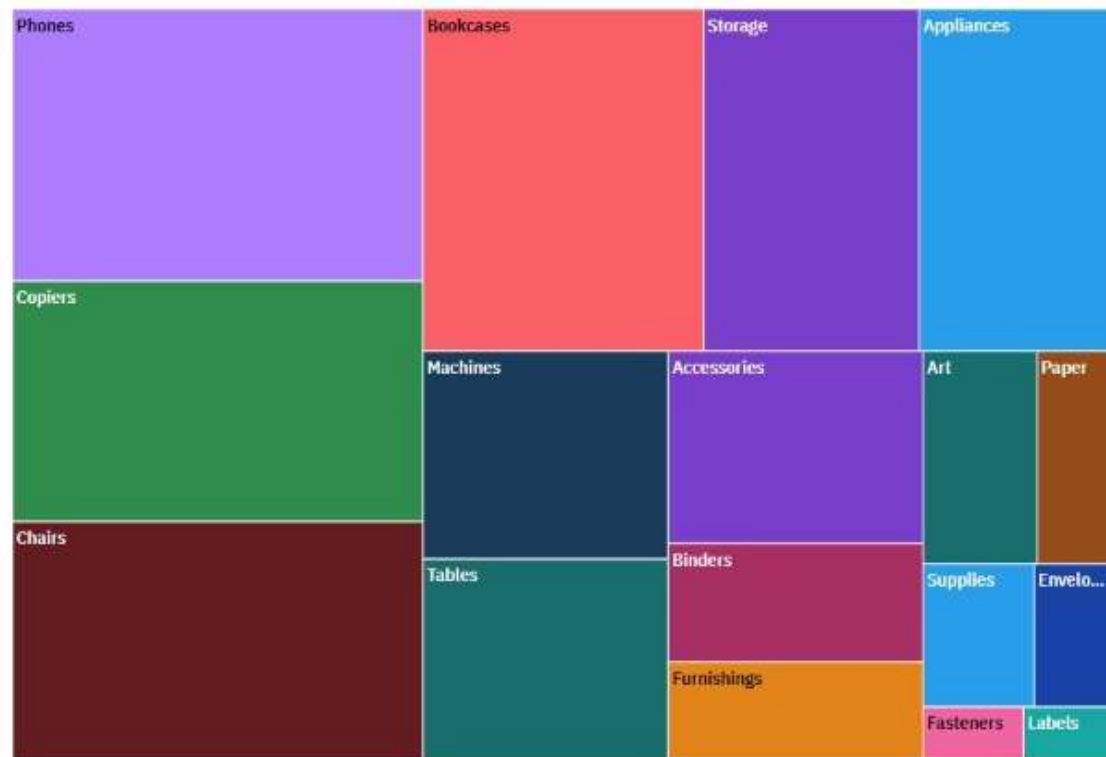 Phones
Bookcases
Storage
Appliances
Copiers
Machines
Accessories
Art
Paper
Chairs
Binders
Tables
Supplies
Envelo...
Furnishings
Fasteners
Labels